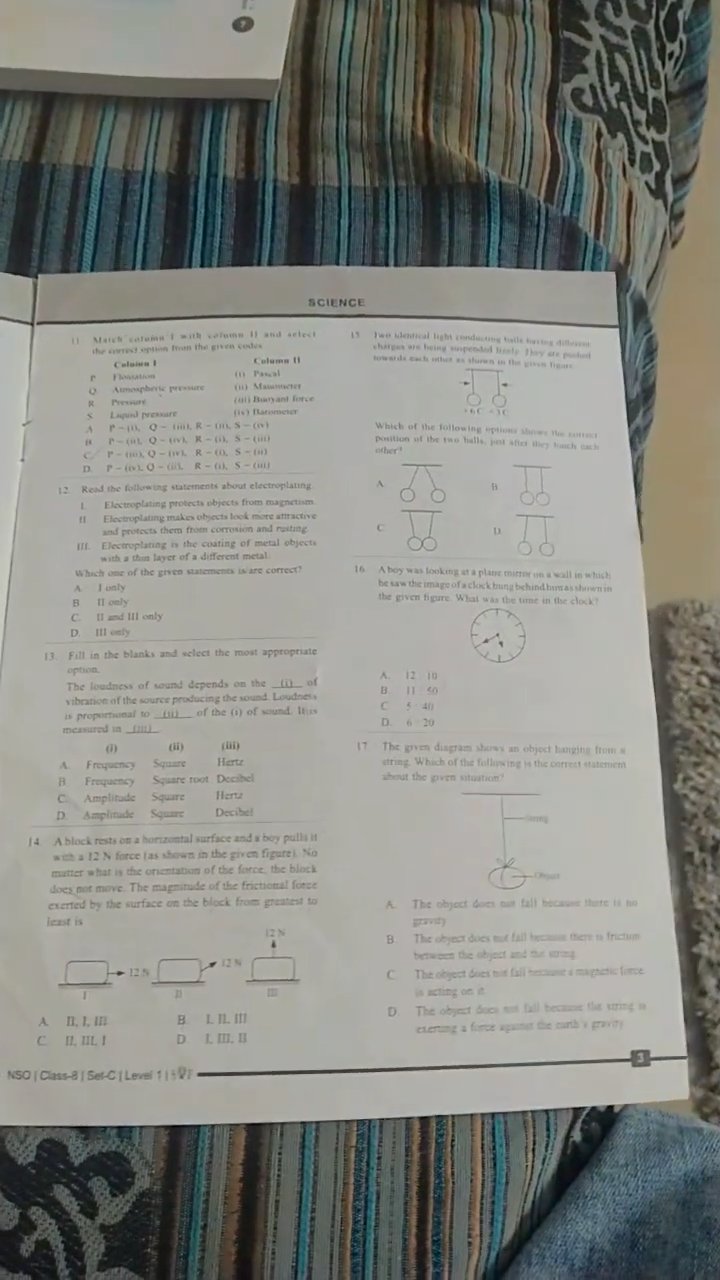 SCIENCE
11. Match column I with column II and select
the correct option from the given codes.
Column I Column II
P Floatation (i) Pascal
Q Atmospheric pressure (ii) Manometer
R Pressure (iii) Buoyant force
S Liquid pressure (iv) Barometer
A P - (i), Q - (iii), R - (ii), S - (iv)
B. P - (ii), Q - (iv), R - (i), S - (iii)
C. P - (iii), Q - (iv), R - (i), S - (ii)
D. P - (iv), Q - (ii), R - (i), S - (iii)
12. Read the following statements about electroplating.
I. Electroplating protects objects from magnetism.
II Electroplating makes objects look more attractive
and protects them from corrosion and rusting.
III. Electroplating is the coating of metal objects
with a thin layer of a different metal.
Which one of the given statements is/are correct?
A. I only
B II only
C. II and III only
D. III only
13. Fill in the blanks and select the most appropriate
option.
The loudness of sound depends on the (i) of
vibration of the source producing the sound. Loudness
is proportional to (ii) of the (i) of sound. It is
measured in (iii)
(i) (ii) (iii)
A. Frequency Square Hertz
B Frequency Square root Decibel
C. Amplitude Square Hertz
D. Amplitude Square Decibel
14. A block rests on a horizontal surface and a boy pulls it
with a 12 N force (as shown in the given figure). No
matter what is the orientation of the force, the block
does not move. The magnitude of the frictional force
exerted by the surface on the block from greatest to
least is
12 N
12 N 12 N
I II III
A. II, I, III B. I, II, III
C. II, III, I D. I, III, II
NSO | Class-8 | Set-C | Level 1 |
15 Two identical light conducting balls having different
charges are being suspended freely. They are pushed
towards each other as shown in the given figure.
+6C
Which of the following options shows the correct
position of the two balls, just after they touch each
other?
A. B.
C D.
16. A boy was looking at a plane mirror on a wall in which
he saw the image of a clock hung behind him as shown in
the given figure. What was the time in the clock?
A. 12 : 10
B. 11 : 50
C 5 : 40
D. 6 : 20
17 The given diagram shows an object hanging from a
string. Which of the following is the correct statement
about the given situation?
String
Object
A. The object does not fall because there is no
gravity.
B. The object does not fall because there is friction
between the object and the string.
C The object does not fall because a magnetic force
is acting on it.
D The object does not fall because the string is
exerting a force against the earth's gravity.
3